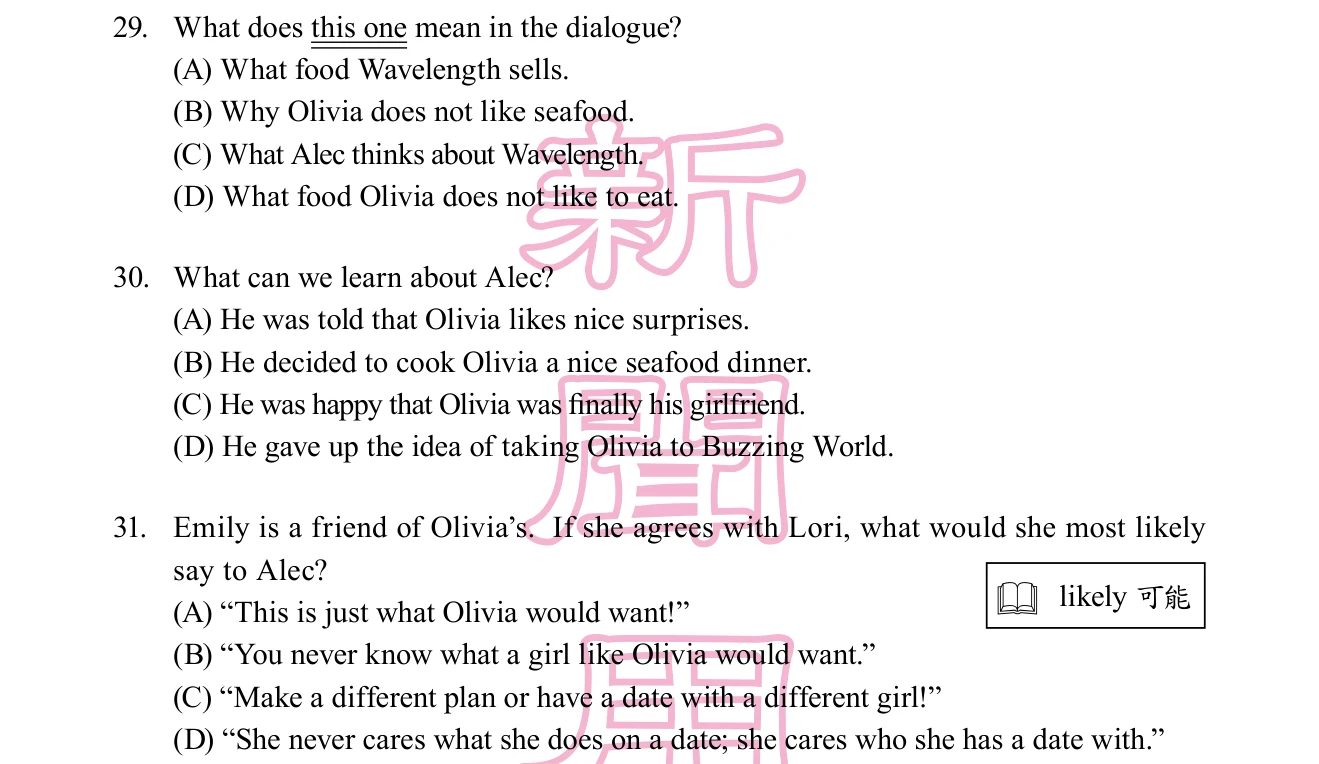 29. What does this one mean in the dialogue?
(A) What food Wavelength sells.
(B) Why Olivia does not like seafood.
(C) What Alec thinks about Wavelength.
(D) What food Olivia does not like to eat.
新
30. What can we learn about Alec?
(A) He was told that Olivia likes nice surprises.
(B) He decided to cook Olivia a nice seafood dinner.
(C) He was happy that Olivia was finally his girlfriend.
(D) He gave up the idea of taking Olivia to Buzzing World.
31. Emily is a friend of Olivia’s. If she agrees with Lori, what would she most likely
say to Alec?
likely 可能
(A) “This is just what Olivia would want!”
(B) “You never know what a girl like Olivia would want.”
(C) “Make a different plan or have a date with a different girl!”
(D) “She never cares what she does on a date; she cares who she has a date with.”